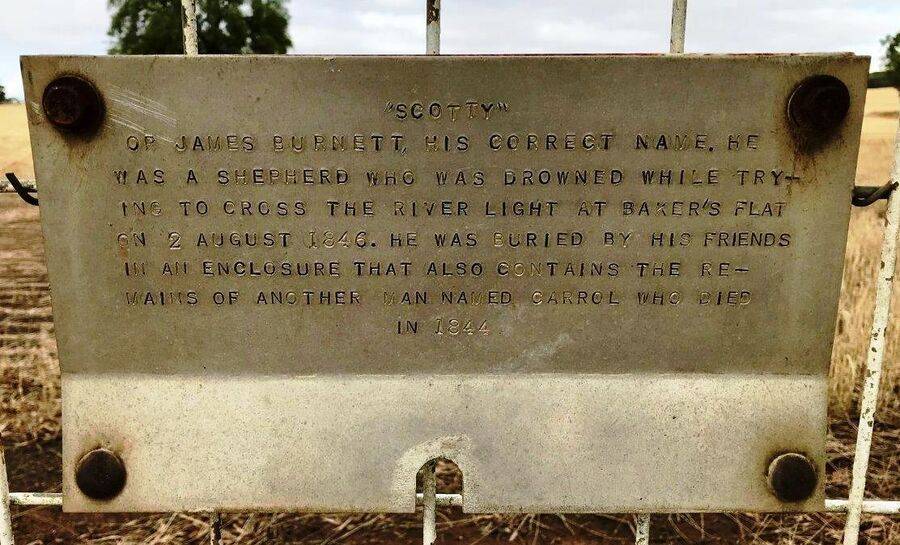 "SCOTTY"
OR JAMES BURNETT, HIS CORRECT NAME. HE
WAS A SHEPHERD WHO WAS DROWNED WHILE TRY-
ING TO CROSS THE RIVER LIGHT AT BAKER'S FLAT
ON 2 AUGUST 1846. HE WAS BURIED BY HIS FRIENDS
IN AN ENCLOSURE THAT ALSO CONTAINS THE RE-
MAINS OF ANOTHER MAN NAMED CARROL WHO DIED
IN 1844